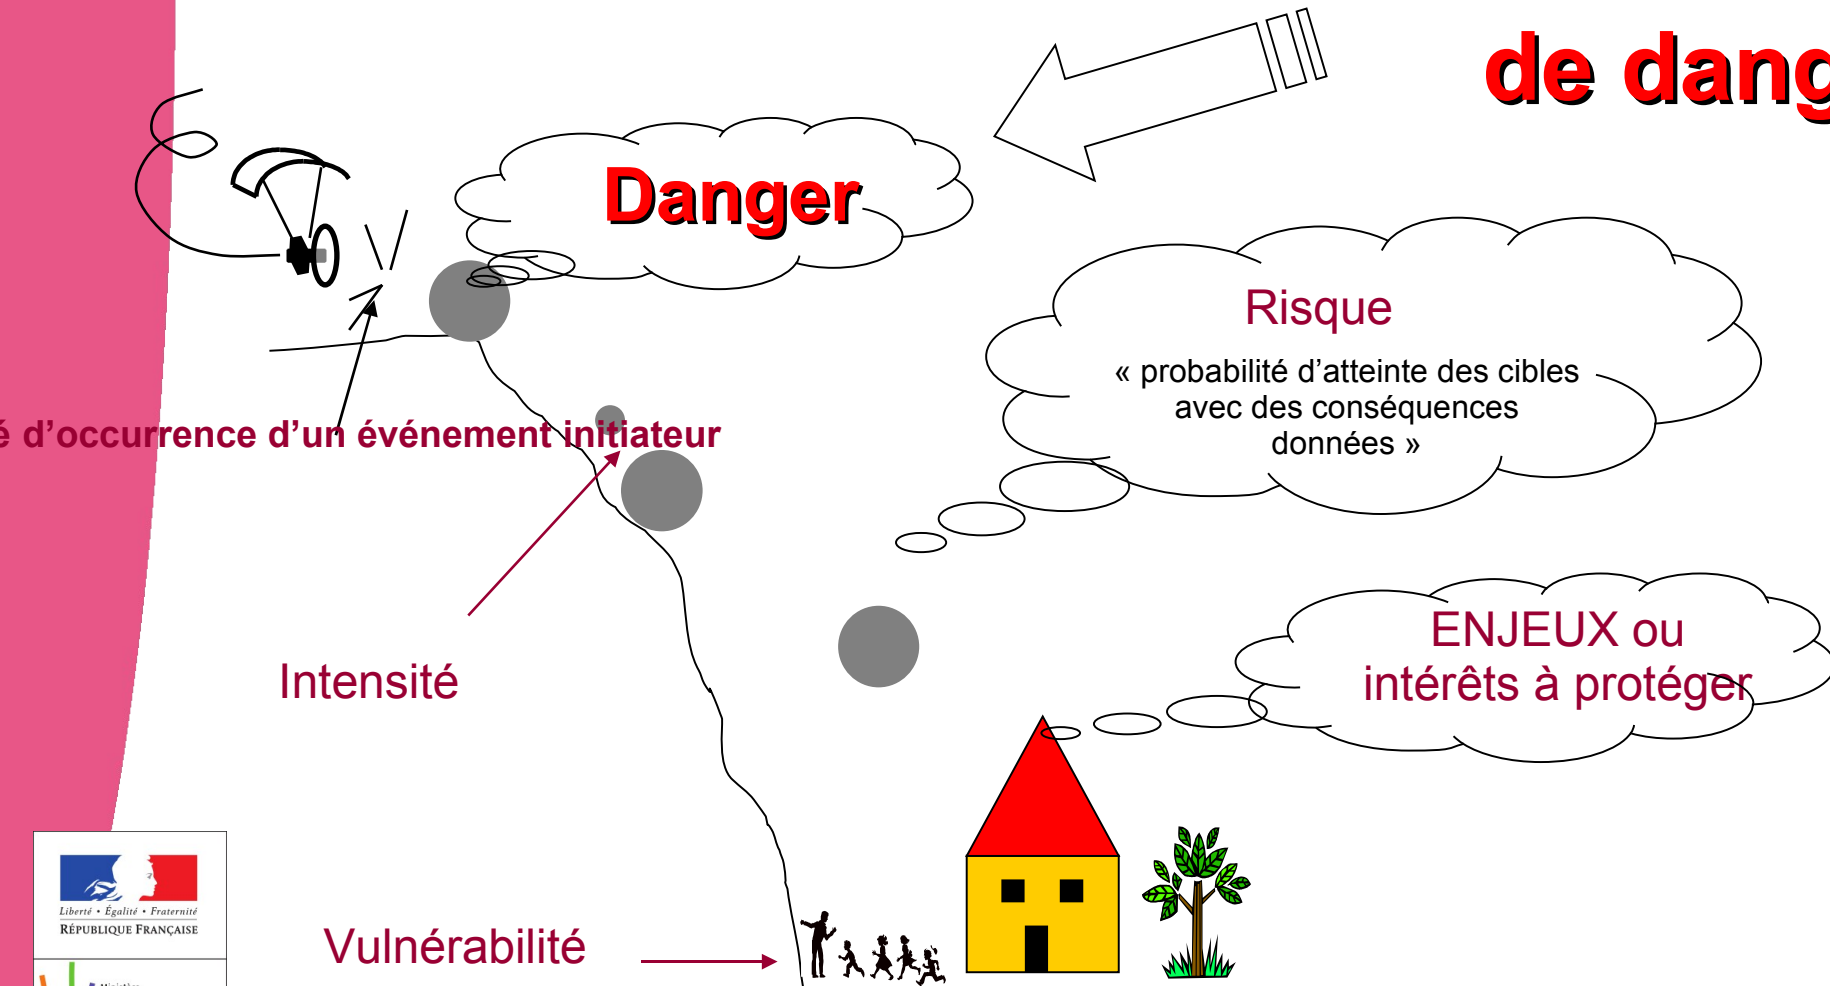 de dang
Danger
Risque
« probabilité d’atteinte des cibles
avec des conséquences
données »
é d’occurrence d’un événement initiateur
ENJEUX ou
intérêts à protéger
Intensité
Vulnérabilité
Liberté • Égalité • Fraternité
RÉPUBLIQUE FRANÇAISE